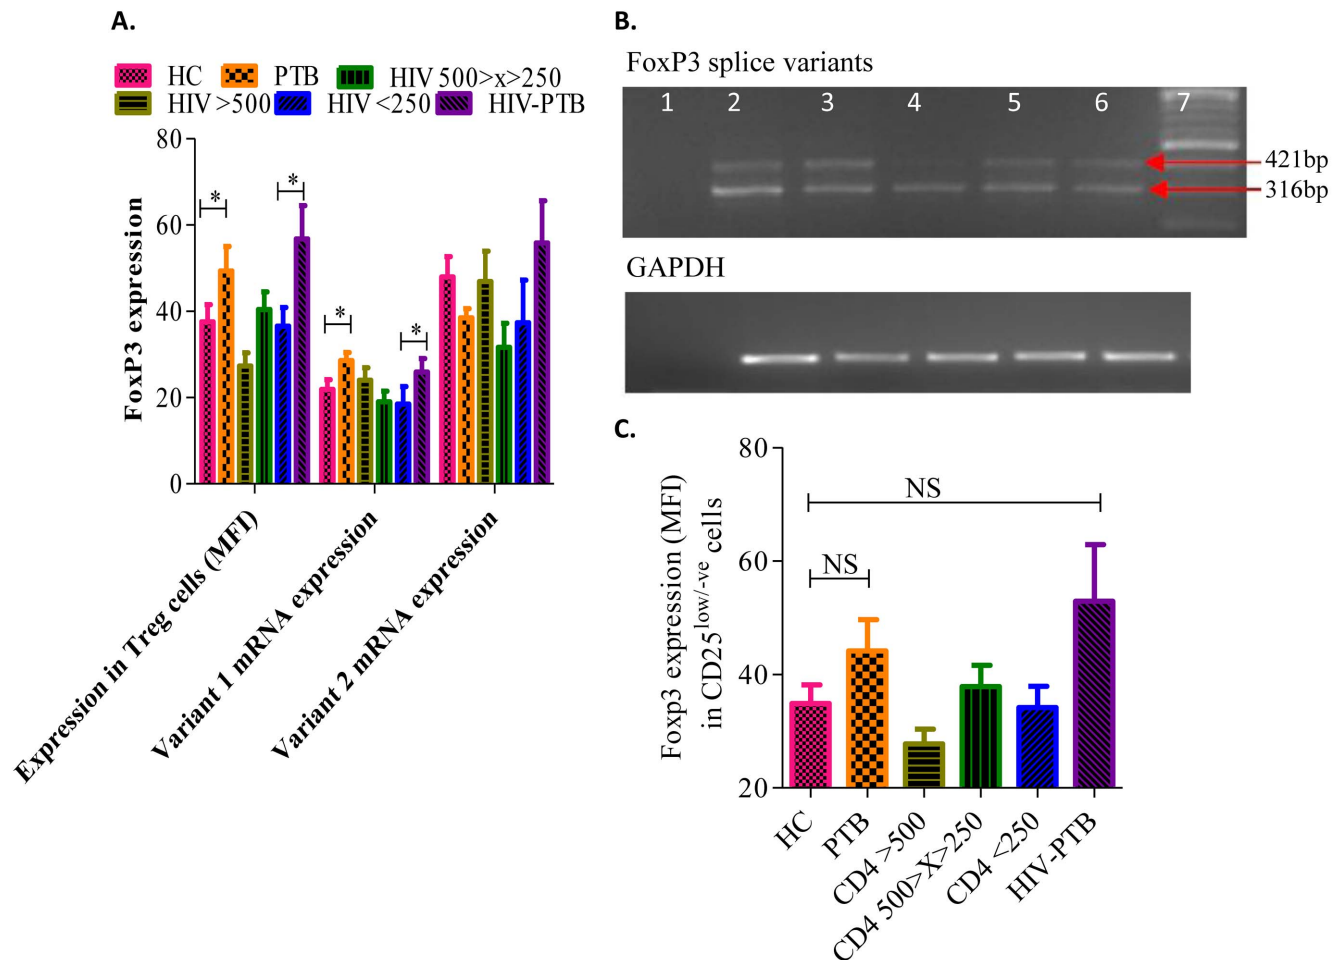 A.
HC PTB HIV 500>x>250
HIV >500 HIV <250 HIV-PTB
FoxP3 expression
80
60
40
20
0
*
*
*
*
Expression in Treg cells (MFI)
Variant 1 mRNA expression
Variant 2 mRNA expression
B.
FoxP3 splice variants
1 2 3 4 5 6 7
421bp
316bp
GAPDH
C.
Foxp3 expression (MFI)
in CD25low/-ve cells
80
60
40
20
NS
NS
HC
PTB
CD4 >500
CD4 500>X>250
CD4 <250
HIV-PTB